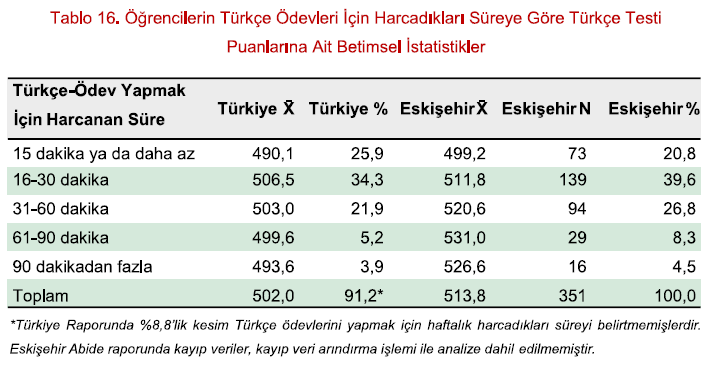 Tablo 16. Öğrencilerin Türkçe Ödevleri İçin Harcadıkları Süreye Göre Türkçe Testi
Puanlarına Ait Betimsel İstatistikler
Türkçe-Ödev Yapmak
İçin Harcanan Süre Türkiye X̄ Türkiye % Eskişehir X̄ Eskişehir N Eskişehir %
15 dakika ya da daha az 490,1 25,9 499,2 73 20,8
16-30 dakika 506,5 34,3 511,8 139 39,6
31-60 dakika 503,0 21,9 520,6 94 26,8
61-90 dakika 499,6 5,2 531,0 29 8,3
90 dakikadan fazla 493,6 3,9 526,6 16 4,5
Toplam 502,0 91,2* 513,8 351 100,0
*Türkiye Raporunda %8,8'lik kesim Türkçe ödevlerini yapmak için haftalık harcadıkları süreyi belirtmemişlerdir.
Eskişehir Abide raporunda kayıp veriler, kayıp veri arındırma işlemi ile analize dahil edilmemiştir.